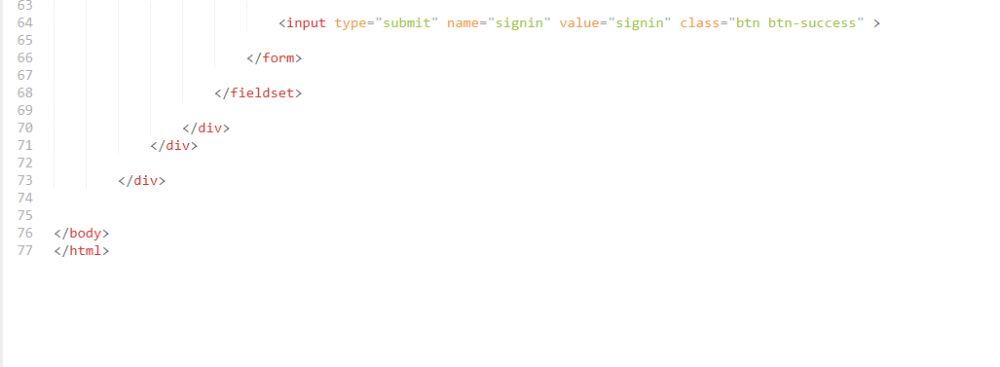 63
64 <input type="submit" name="signin" value="signin" class="btn btn-success" >
65
66 </form>
67
68 </fieldset>
69
70 </div>
71 </div>
72
73 </div>
74
75
76 </body>
77 </html>